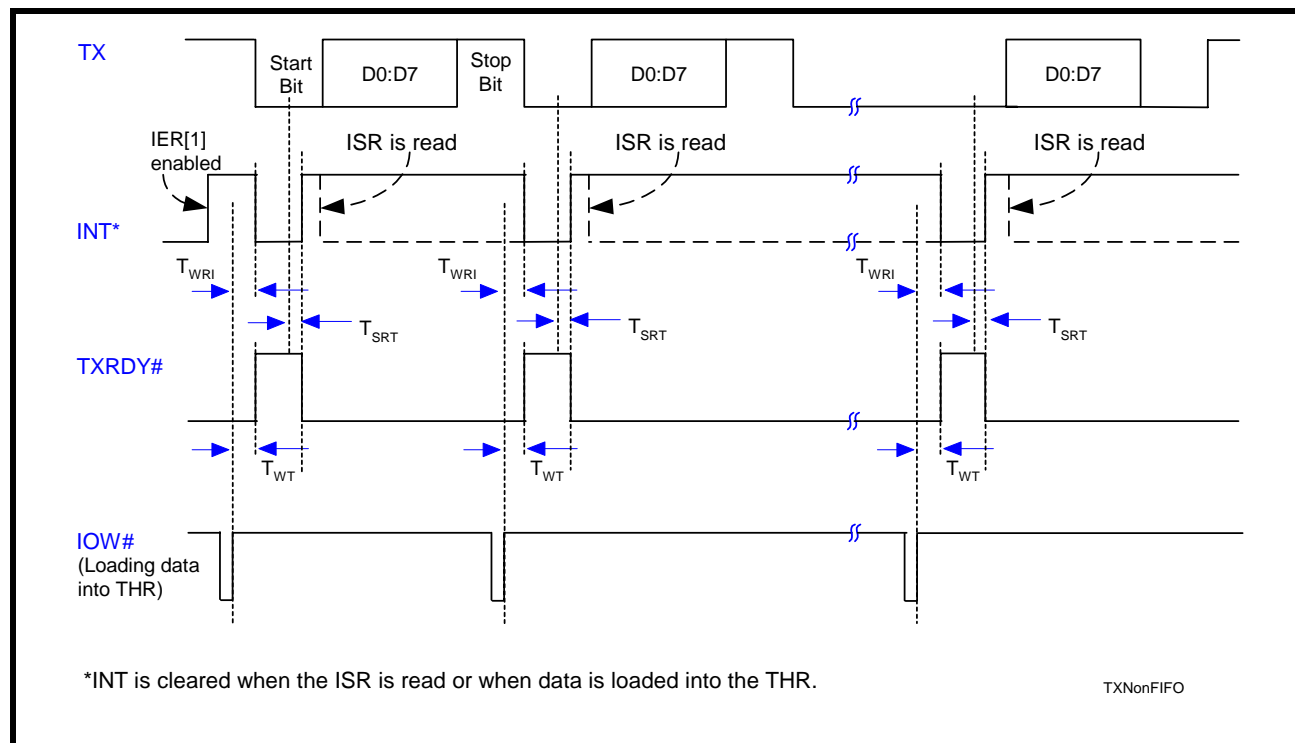 TX
Start
Bit
D0:D7
Stop
Bit
D0:D7
D0:D7
IER[1]
enabled
ISR is read
ISR is read
ISR is read
INT*
TWRI
TWRI
TWRI
TSRT
TSRT
TSRT
TXRDY#
TWT
TWT
TWT
IOW#
(Loading data
into THR)
*INT is cleared when the ISR is read or when data is loaded into the THR.
TXNonFIFO